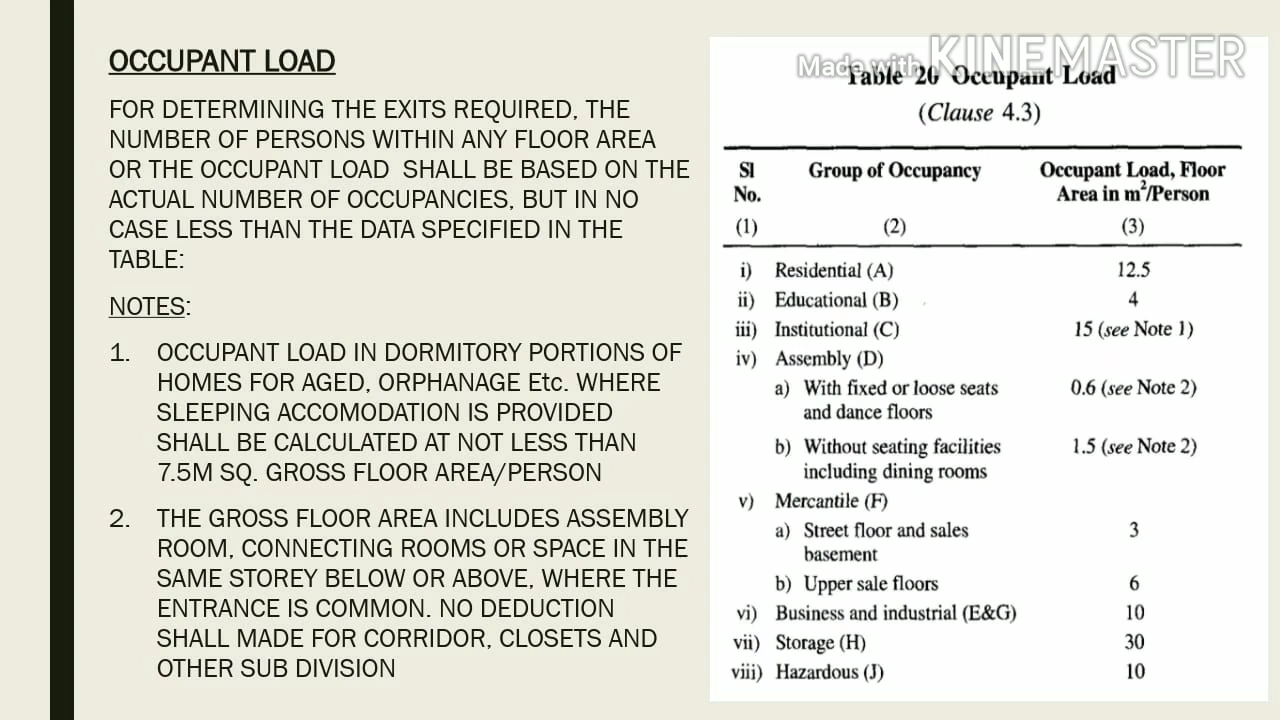 OCCUPANT LOAD
FOR DETERMINING THE EXITS REQUIRED, THE
NUMBER OF PERSONS WITHIN ANY FLOOR AREA
OR THE OCCUPANT LOAD SHALL BE BASED ON THE
ACTUAL NUMBER OF OCCUPANCIES, BUT IN NO
CASE LESS THAN THE DATA SPECIFIED IN THE
TABLE:
NOTES:
1. OCCUPANT LOAD IN DORMITORY PORTIONS OF
HOMES FOR AGED, ORPHANAGE Etc. WHERE
SLEEPING ACCOMODATION IS PROVIDED
SHALL BE CALCULATED AT NOT LESS THAN
7.5M SQ. GROSS FLOOR AREA/PERSON
2. THE GROSS FLOOR AREA INCLUDES ASSEMBLY
ROOM, CONNECTING ROOMS OR SPACE IN THE
SAME STOREY BELOW OR ABOVE, WHERE THE
ENTRANCE IS COMMON. NO DEDUCTION
SHALL MADE FOR CORRIDOR, CLOSETS AND
OTHER SUB DIVISION
Made with KINEMASTER
Table 20 Occupant Load
(Clause 4.3)
Sl Group of Occupancy Occupant Load, Floor
No. Area in m²/Person
(1) (2) (3)
i) Residential (A) 12.5
ii) Educational (B) 4
iii) Institutional (C) 15 (see Note 1)
iv) Assembly (D)
a) With fixed or loose seats 0.6 (see Note 2)
and dance floors
b) Without seating facilities 1.5 (see Note 2)
including dining rooms
v) Mercantile (F)
a) Street floor and sales 3
basement
b) Upper sale floors 6
vi) Business and industrial (E&G) 10
vii) Storage (H) 30
viii) Hazardous (J) 10